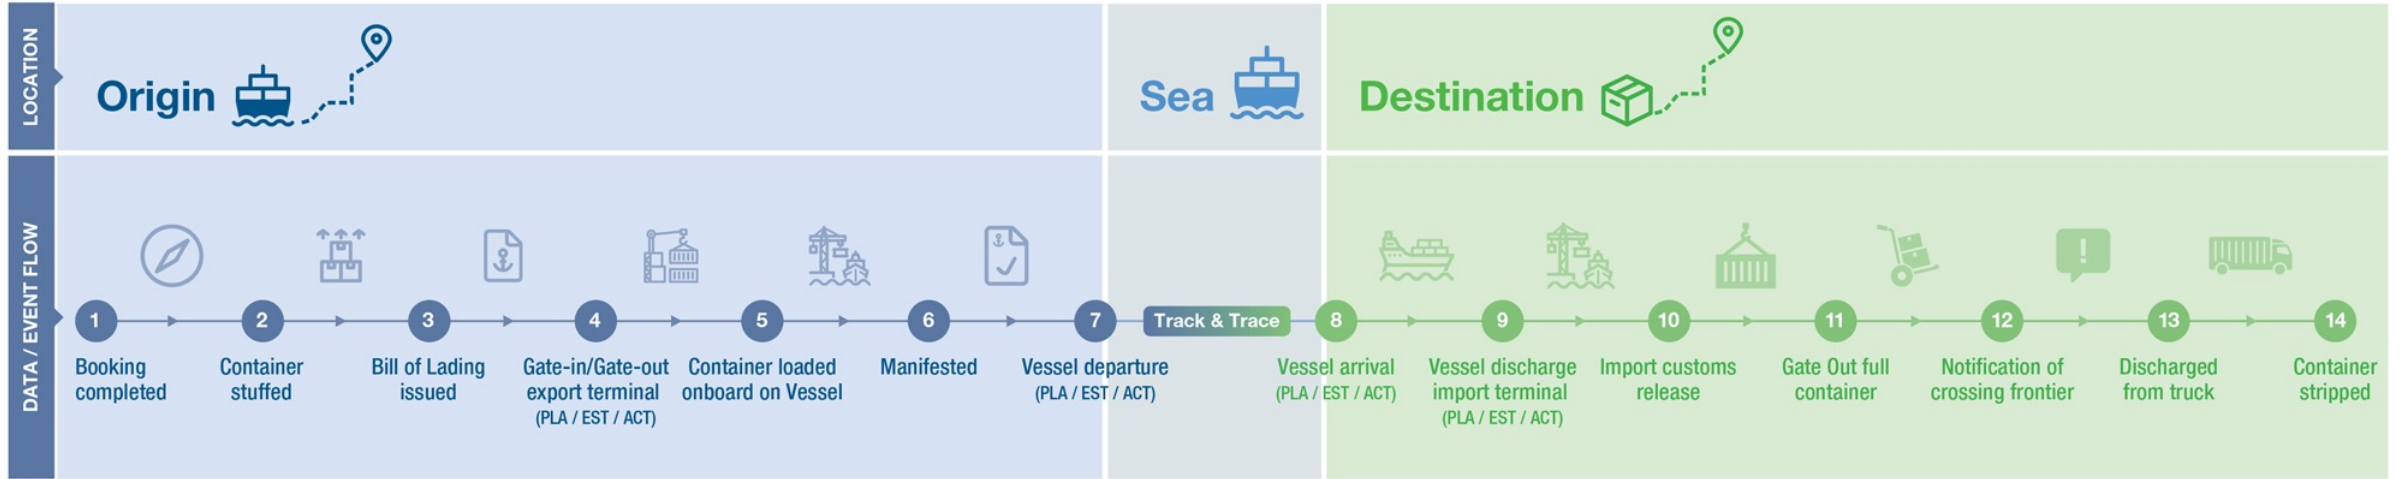 LOCATION
Origin
Sea
Destination
DATA / EVENT FLOW
1
Booking
completed
2
Container
stuffed
3
Bill of Lading
issued
4
Gate-in/Gate-out
export terminal
(PLA / EST / ACT)
5
Container loaded
onboard on Vessel
6
Manifested
7
Vessel departure
(PLA / EST / ACT)
Track & Trace
8
Vessel arrival
(PLA / EST / ACT)
9
Vessel discharge
import terminal
(PLA / EST / ACT)
10
Import customs
release
11
Gate Out full
container
12
Notification of
crossing frontier
13
Discharged
from truck
14
Container
stripped